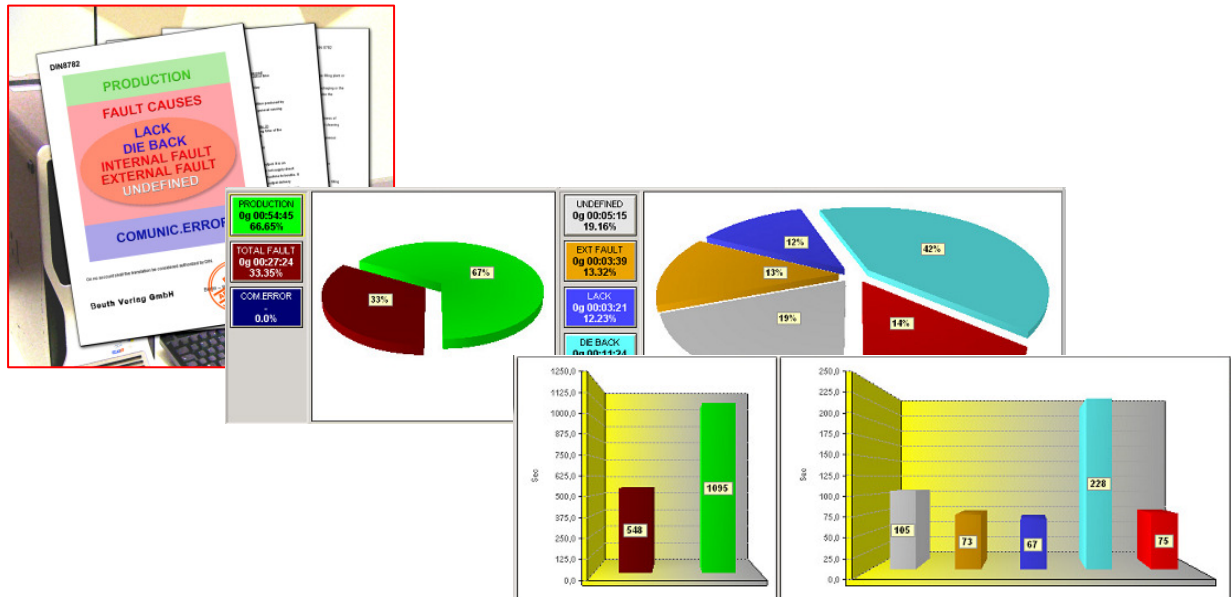 DIN8782
PRODUCTION
FAULT CAUSES
LACK
DIE BACK
INTERNAL FAULT
EXTERNAL FAULT
UNDEFINED
COMUNIC.ERROR
Beuth Verlag GmbH
PRODUCTION
0g 00:54:45
66.65%
TOTAL FAULT
0g 00:27:24
33.35%
COM.ERROR
-
0.0%
67%
33%
UNDEFINED
0g 00:05:15
19.16%
EXT FAULT
0g 00:03:39
13.32%
LACK
0g 00:03:21
12.23%
DIE BACK
0g 00:11:24
12%
42%
13%
19%
14%
1250,0
1125,0
1000,0
875,0
750,0
625,0
500,0
375,0
250,0
125,0
0,0
Sec
548
1095
250,0
225,0
200,0
175,0
150,0
125,0
100,0
75,0
50,0
25,0
0,0
Sec
105
73
67
228
75